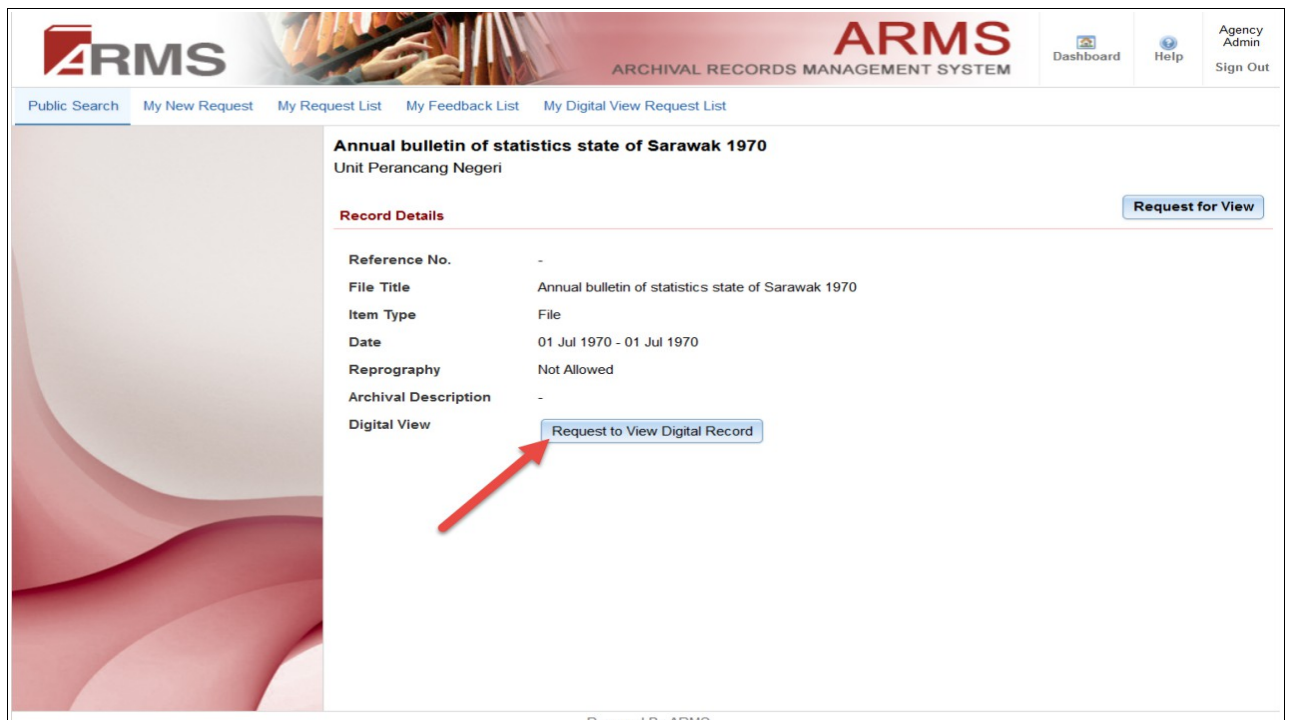 ARMS
ARMS
ARCHIVAL RECORDS MANAGEMENT SYSTEM
Dashboard
Help
Agency
Admin
Sign Out
Public Search My New Request My Request List My Feedback List My Digital View Request List
Annual bulletin of statistics state of Sarawak 1970
Unit Perancang Negeri
Record Details
Request for View
Reference No. -
File Title Annual bulletin of statistics state of Sarawak 1970
Item Type File
Date 01 Jul 1970 - 01 Jul 1970
Reprography Not Allowed
Archival Description -
Digital View Request to View Digital Record